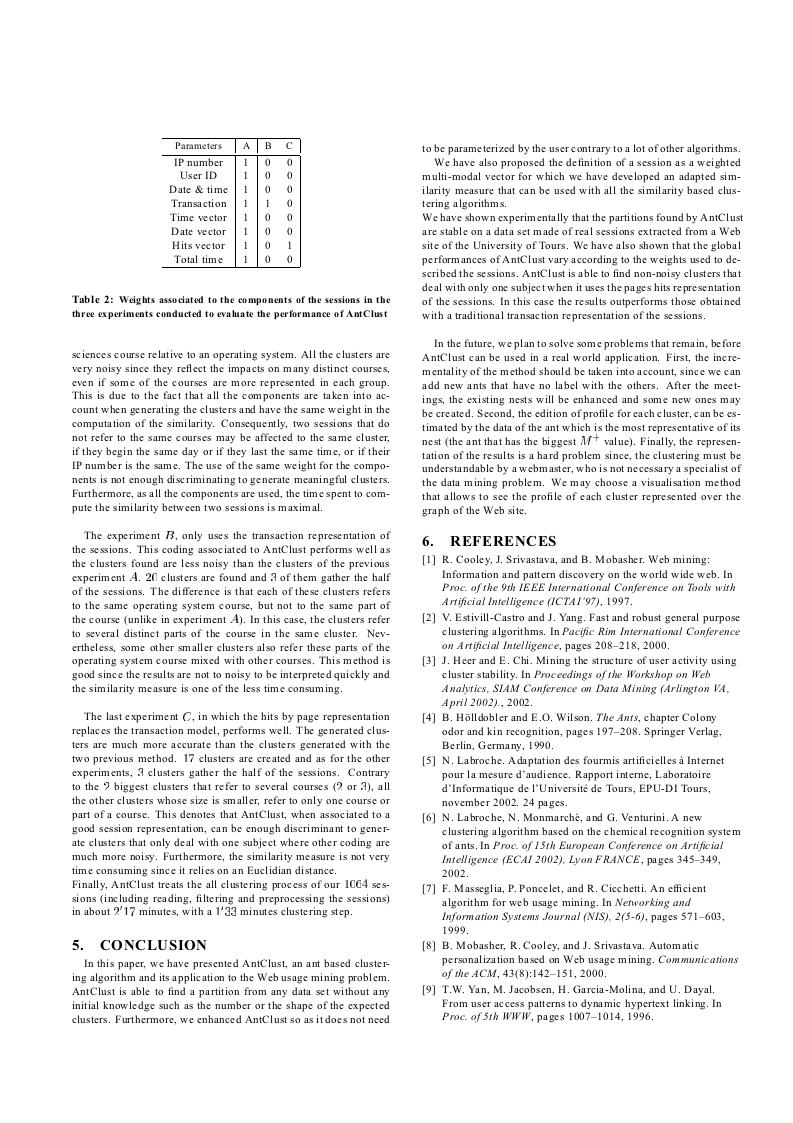 Parameters A B C
IP number 1 0 0
User ID 1 0 0
Date & time 1 0 0
Transaction 1 1 0
Time vector 1 0 0
Date vector 1 0 0
Hits vector 1 0 1
Total time 1 0 0
Table 2: Weights associated to the components of the sessions in the
three experiments conducted to evaluate the performance of AntClust
sciences course relative to an operating system. All the clusters are
very noisy since they reflect the impacts on many distinct courses,
even if some of the courses are more represented in each group.
This is due to the fact that all the components are taken into ac-
count when generating the clusters and have the same weight in the
computation of the similarity. Consequently, two sessions that do
not refer to the same courses may be affected to the same cluster,
if they begin the same day or if they last the same time, or if their
IP number is the same. The use of the same weight for the compo-
nents is not enough discriminating to generate meaningful clusters.
Furthermore, as all the components are used, the time spent to com-
pute the similarity between two sessions is maximal.
The experiment B, only uses the transaction representation of
the sessions. This coding associated to AntClust performs well as
the clusters found are less noisy than the clusters of the previous
experiment A. 20 clusters are found and 3 of them gather the half
of the sessions. The difference is that each of these clusters refers
to the same operating system course, but not to the same part of
the course (unlike in experiment A). In this case, the clusters refer
to several distinct parts of the course in the same cluster. Nev-
ertheless, some other smaller clusters also refer these parts of the
operating system course mixed with other courses. This method is
good since the results are not to noisy to be interpreted quickly and
the similarity measure is one of the less time consuming.
The last experiment C, in which the hits by page representation
replaces the transaction model, performs well. The generated clus-
ters are much more accurate than the clusters generated with the
two previous method. 17 clusters are created and as for the other
experiments, 3 clusters gather the half of the sessions. Contrary
to the 2 biggest clusters that refer to several courses (2 or 3), all
the other clusters whose size is smaller, refer to only one course or
part of a course. This denotes that AntClust, when associated to a
good session representation, can be enough discriminant to gener-
ate clusters that only deal with one subject where other coding are
much more noisy. Furthermore, the similarity measure is not very
time consuming since it relies on an Euclidian distance.
Finally, AntClust treats the all clustering process of our 1064 ses-
sions (including reading, filtering and preprocessing the sessions)
in about 2′17 minutes, with a 1′33 minutes clustering step.
5. CONCLUSION
In this paper, we have presented AntClust, an ant based cluster-
ing algorithm and its application to the Web usage mining problem.
AntClust is able to find a partition from any data set without any
initial knowledge such as the number or the shape of the expected
clusters. Furthermore, we enhanced AntClust so as it does not need
to be parameterized by the user contrary to a lot of other algorithms.
We have also proposed the definition of a session as a weighted
multi-modal vector for which we have developed an adapted sim-
ilarity measure that can be used with all the similarity based clus-
tering algorithms.
We have shown experimentally that the partitions found by AntClust
are stable on a data set made of real sessions extracted from a Web
site of the University of Tours. We have also shown that the global
performances of AntClust vary according to the weights used to de-
scribed the sessions. AntClust is able to find non-noisy clusters that
deal with only one subject when it uses the pages hits representation
of the sessions. In this case the results outperforms those obtained
with a traditional transaction representation of the sessions.
In the future, we plan to solve some problems that remain, before
AntClust can be used in a real world application. First, the incre-
mentality of the method should be taken into account, since we can
add new ants that have no label with the others. After the meet-
ings, the existing nests will be enhanced and some new ones may
be created. Second, the edition of profile for each cluster, can be es-
timated by the data of the ant which is the most representative of its
nest (the ant that has the biggest M⁺ value). Finally, the represen-
tation of the results is a hard problem since, the clustering must be
understandable by a webmaster, who is not necessary a specialist of
the data mining problem. We may choose a visualisation method
that allows to see the profile of each cluster represented over the
graph of the Web site.
6. REFERENCES
[1] R. Cooley, J. Srivastava, and B. Mobasher. Web mining:
Information and pattern discovery on the world wide web. In
Proc. of the 9th IEEE International Conference on Tools with
Artificial Intelligence (ICTAI'97), 1997.
[2] V. Estivill-Castro and J. Yang. Fast and robust general purpose
clustering algorithms. In Pacific Rim International Conference
on Artificial Intelligence, pages 208–218, 2000.
[3] J. Heer and E. Chi. Mining the structure of user activity using
cluster stability. In Proceedings of the Workshop on Web
Analytics, SIAM Conference on Data Mining (Arlington VA,
April 2002)., 2002.
[4] B. Hölldobler and E.O. Wilson. The Ants, chapter Colony
odor and kin recognition, pages 197–208. Springer Verlag,
Berlin, Germany, 1990.
[5] N. Labroche. Adaptation des fourmis artificielles à Internet
pour la mesure d'audience. Rapport interne, Laboratoire
d'Informatique de l'Université de Tours, EPU-DI Tours,
november 2002. 24 pages.
[6] N. Labroche, N. Monmarché, and G. Venturini. A new
clustering algorithm based on the chemical recognition system
of ants. In Proc. of 15th European Conference on Artificial
Intelligence (ECAI 2002), Lyon FRANCE, pages 345–349,
2002.
[7] F. Masseglia, P. Poncelet, and R. Cicchetti. An efficient
algorithm for web usage mining. In Networking and
Information Systems Journal (NIS), 2(5-6), pages 571–603,
1999.
[8] B. Mobasher, R. Cooley, and J. Srivastava. Automatic
personalization based on Web usage mining. Communications
of the ACM, 43(8):142–151, 2000.
[9] T.W. Yan, M. Jacobsen, H. Garcia-Molina, and U. Dayal.
From user access patterns to dynamic hypertext linking. In
Proc. of 5th WWW, pages 1007–1014, 1996.